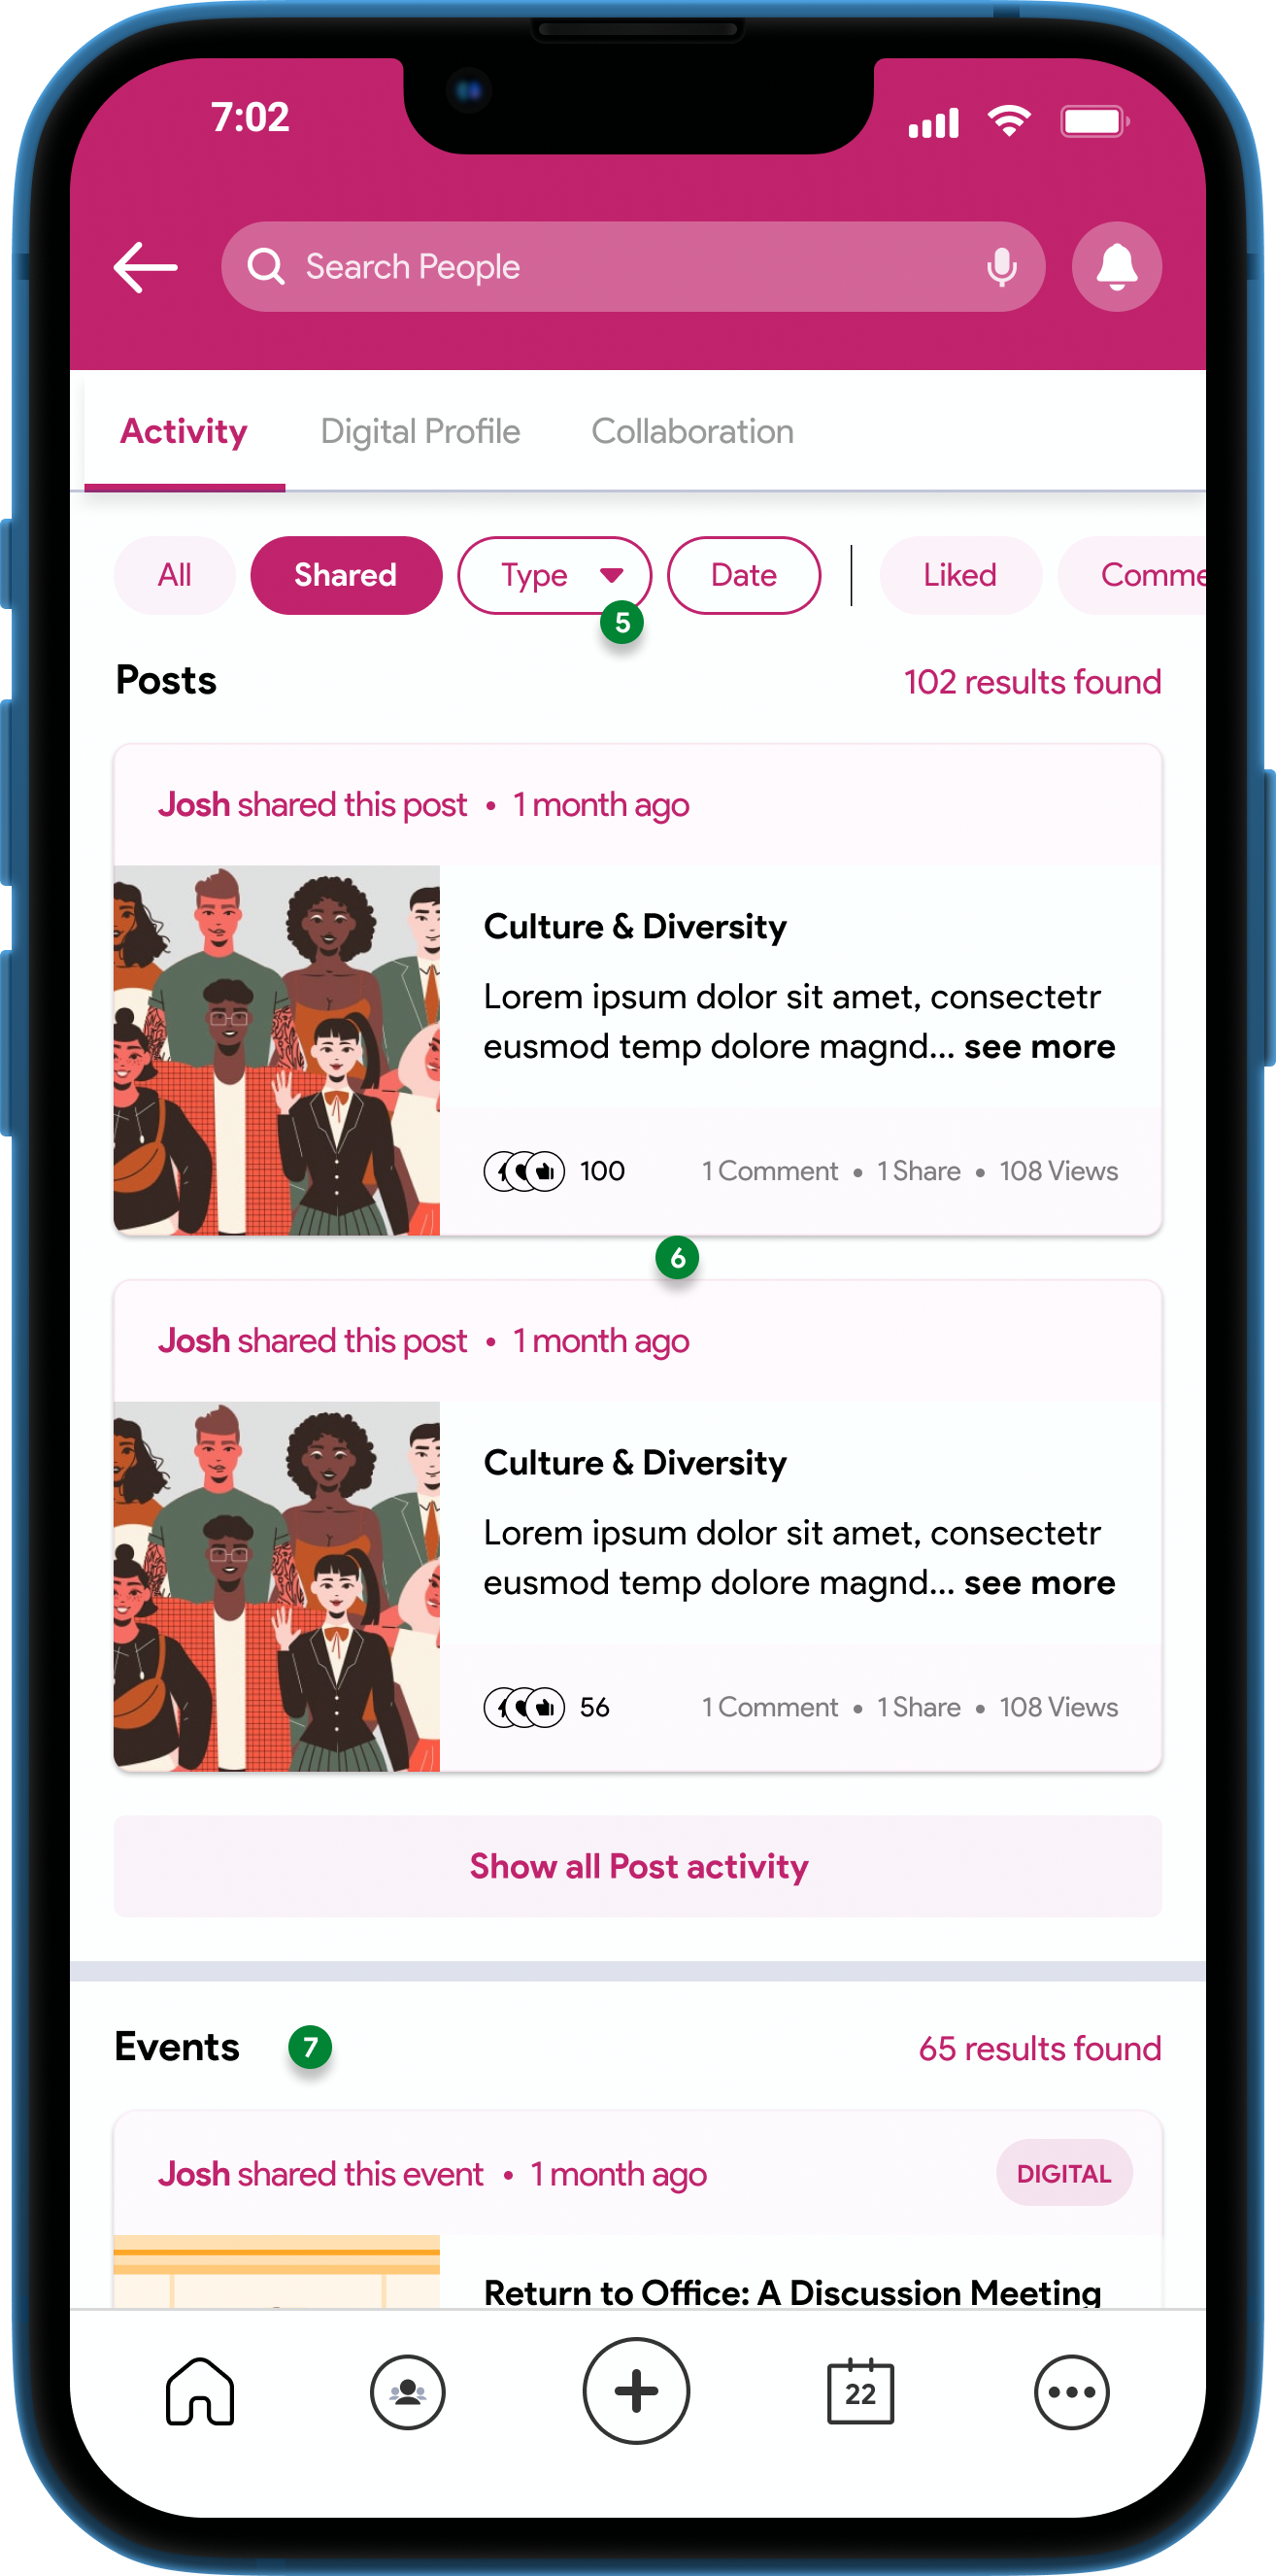 7:02
Search People
Activity Digital Profile Collaboration
All Shared Type Date Liked Comme
5
Posts 102 results found
Josh shared this post • 1 month ago
Culture & Diversity
Lorem ipsum dolor sit amet, consectetr
eusmod temp dolore magnd... see more
100 1 Comment • 1 Share • 108 Views
6
Josh shared this post • 1 month ago
Culture & Diversity
Lorem ipsum dolor sit amet, consectetr
eusmod temp dolore magnd... see more
56 1 Comment • 1 Share • 108 Views
Show all Post activity
Events 7 65 results found
Josh shared this event • 1 month ago DIGITAL
Return to Office: A Discussion Meeting
22